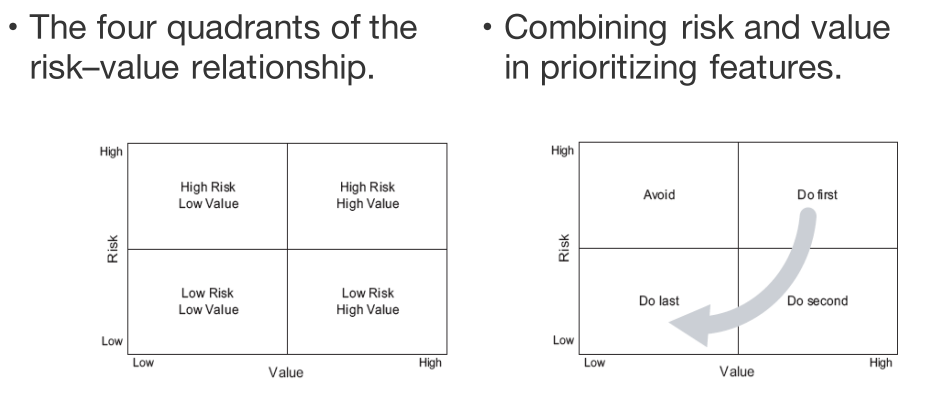 • The four quadrants of the
risk–value relationship.
• Combining risk and value
in prioritizing features.
High
High Risk
Low Value
High Risk
High Value
Risk
Low Risk
Low Value
Low Risk
High Value
Low
Low
High
Value
High
Avoid
Do first
Risk
Do last
Do second
Low
Low
High
Value